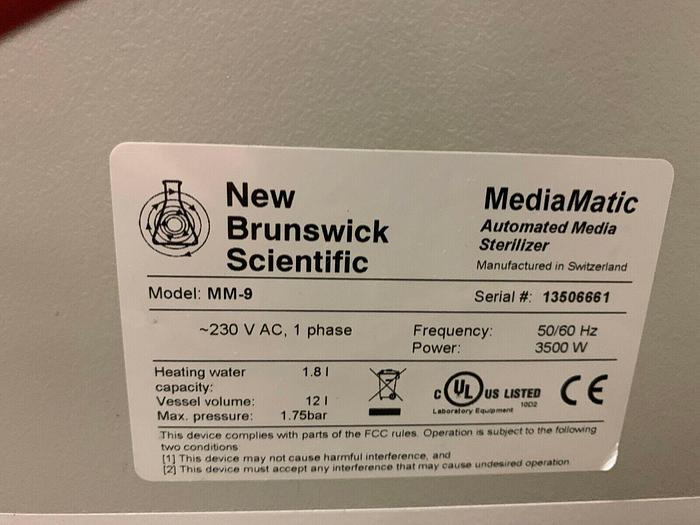 New
Brunswick
Scientific
MediaMatic
Automated Media
Sterilizer
Manufactured in Switzerland
Model: MM-9
Serial #: 13506661
~230 V AC, 1 phase
Frequency: 50/60 Hz
Power: 3500 W
Heating water 1.8 l
capacity:
Vessel volume: 12 l
Max. pressure: 1.75bar
C UL US LISTED
10D2
Laboratory Equipment
CE
This device complies with parts of the FCC rules. Operation is subject to the following
two conditions
[1] This device may not cause harmful interference, and
[2] This device must accept any interference that may cause undesired operation